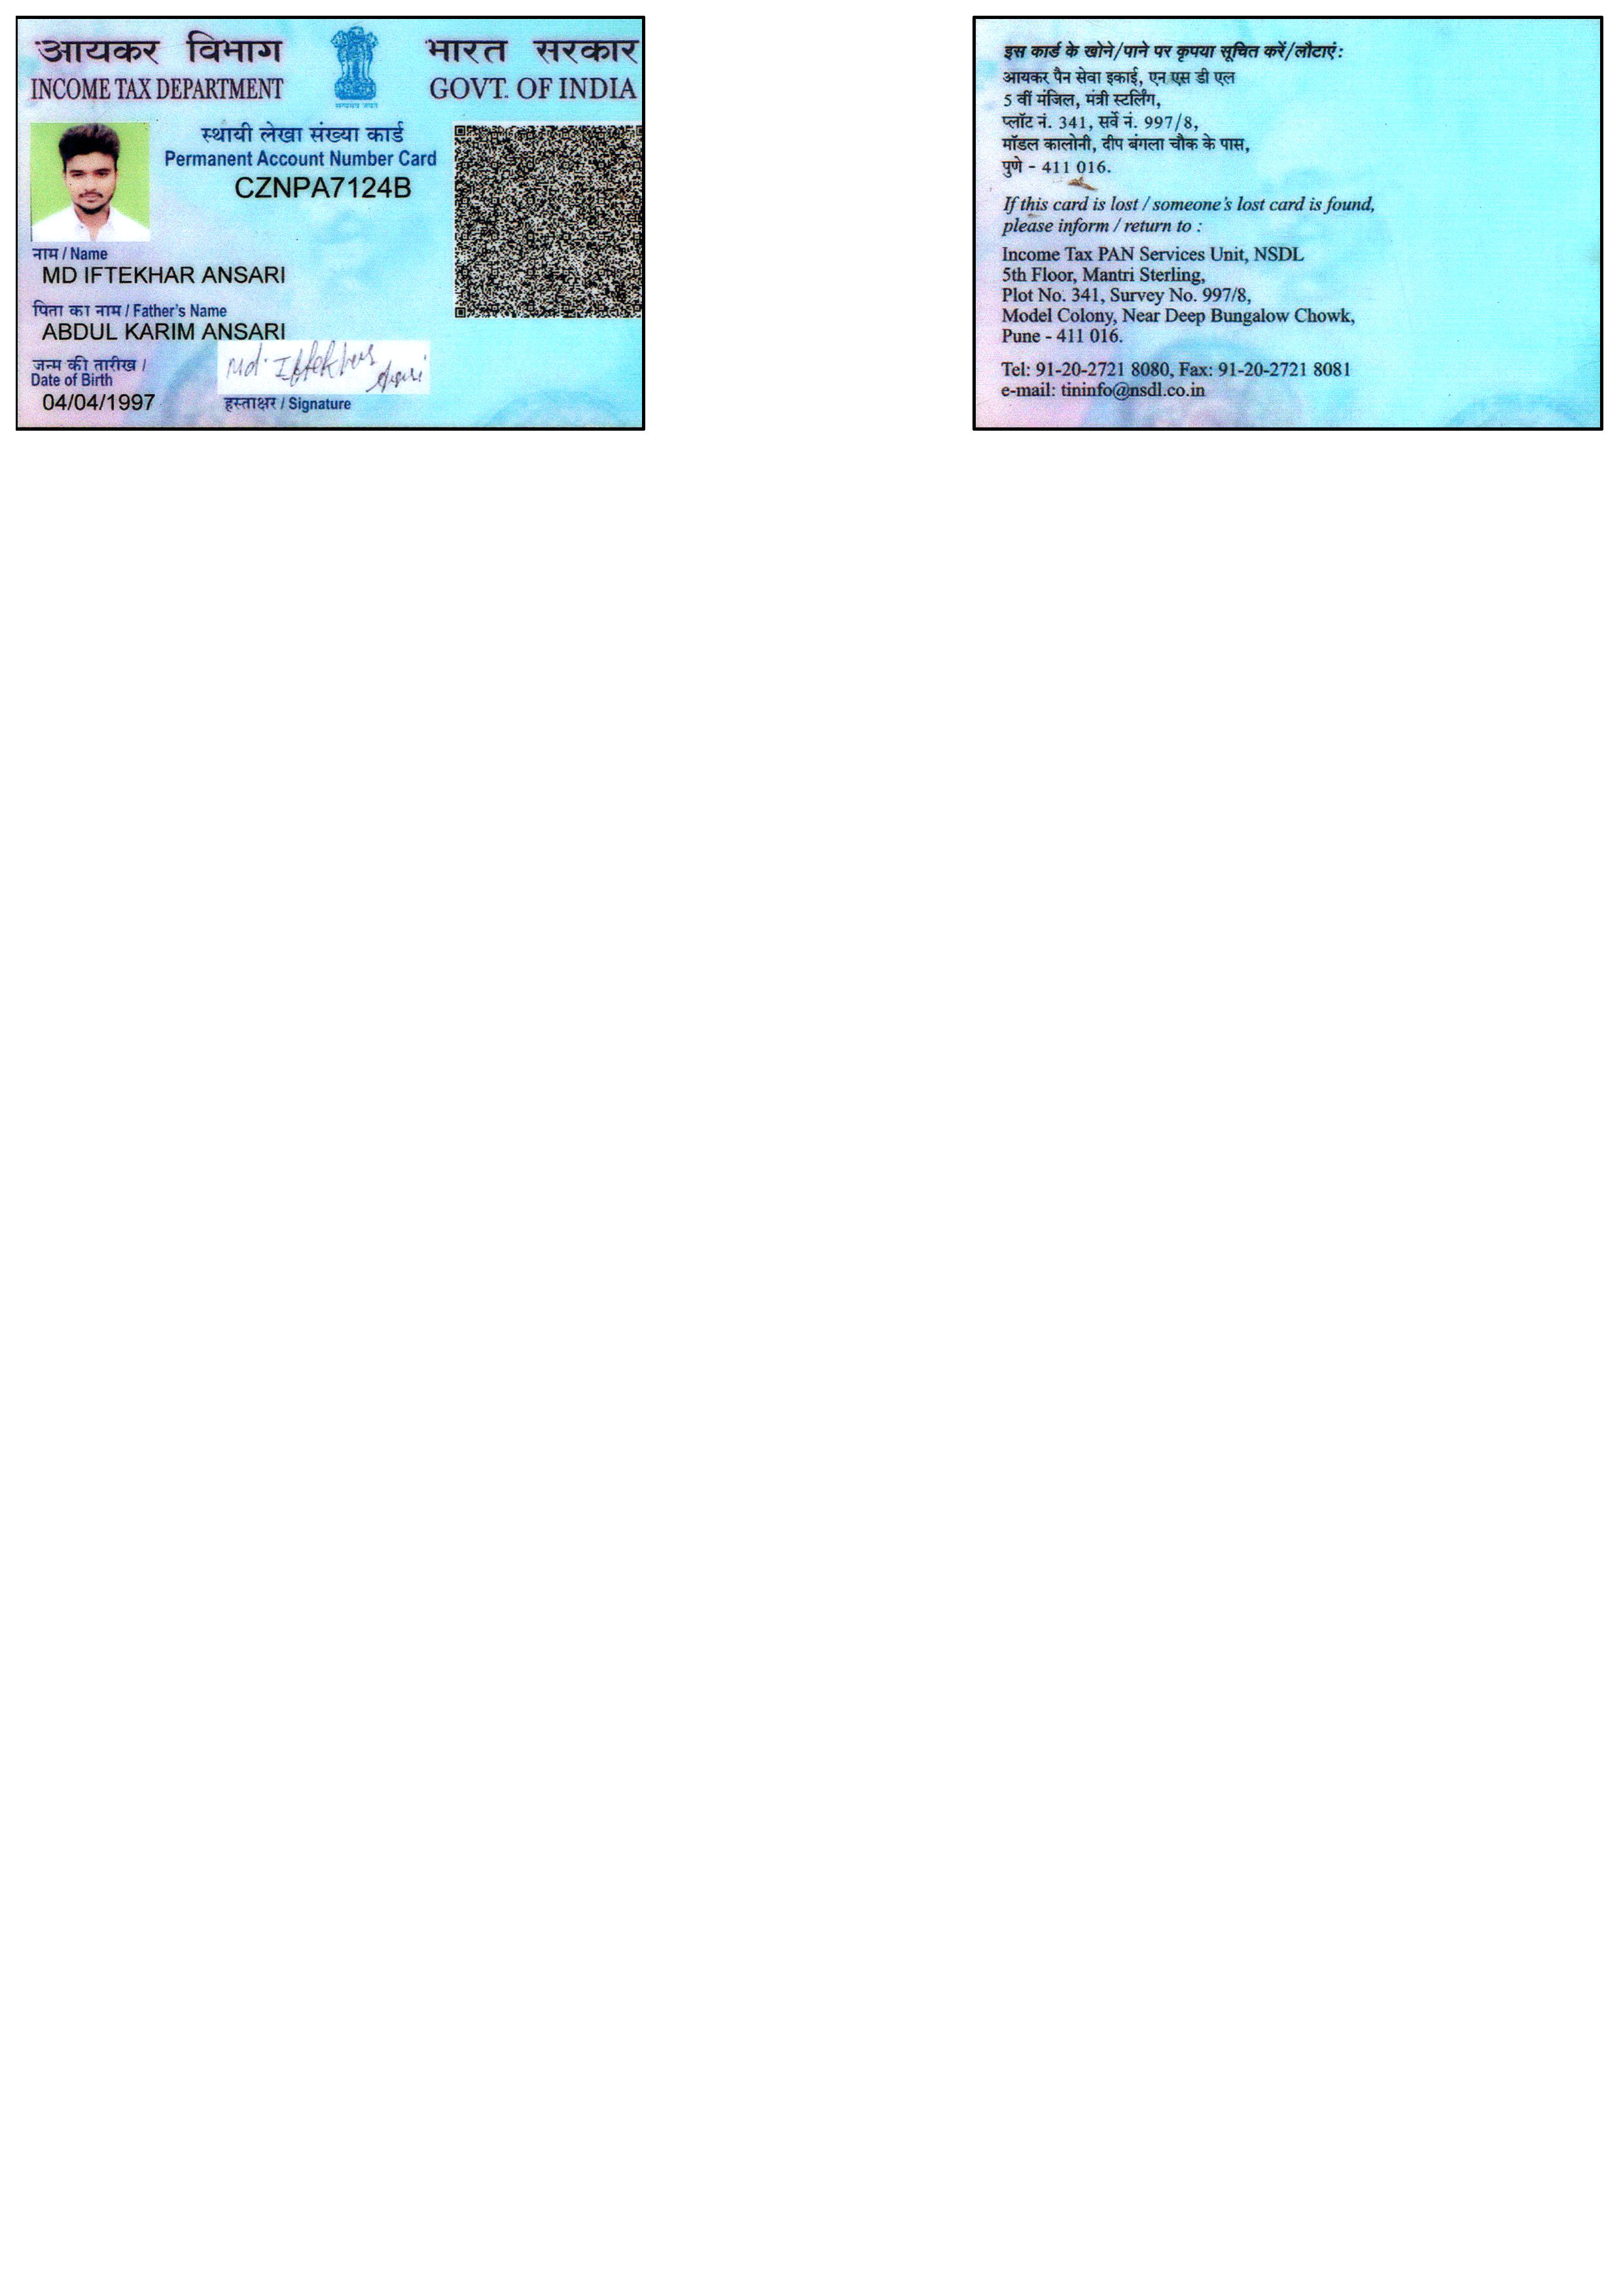 आयकर विभाग
INCOME TAX DEPARTMENT
सत्यमेव जयते
भारत सरकार
GOVT. OF INDIA
स्थायी लेखा संख्या कार्ड
Permanent Account Number Card
CZNPA7124B
नाम / Name
MD IFTEKHAR ANSARI
पिता का नाम / Father's Name
ABDUL KARIM ANSARI
जन्म की तारीख /
Date of Birth
04/04/1997
Md. Iftekhar
Ansari
हस्ताक्षर / Signature
इस कार्ड के खोने/पाने पर कृपया सूचित करें/लौटाएं :
आयकर पैन सेवा इकाई, एन एस डी एल
5 वीं मंजिल, मंत्री स्टर्लिंग,
प्लॉट नं. 341, सर्वे नं. 997/8,
मॉडल कालोनी, दीप बंगला चौक के पास,
पुणे - 411 016.
If this card is lost / someone's lost card is found,
please inform / return to :
Income Tax PAN Services Unit, NSDL
5th Floor, Mantri Sterling,
Plot No. 341, Survey No. 997/8,
Model Colony, Near Deep Bungalow Chowk,
Pune - 411 016.
Tel: 91-20-2721 8080, Fax: 91-20-2721 8081
e-mail: tininfo@nsdl.co.in